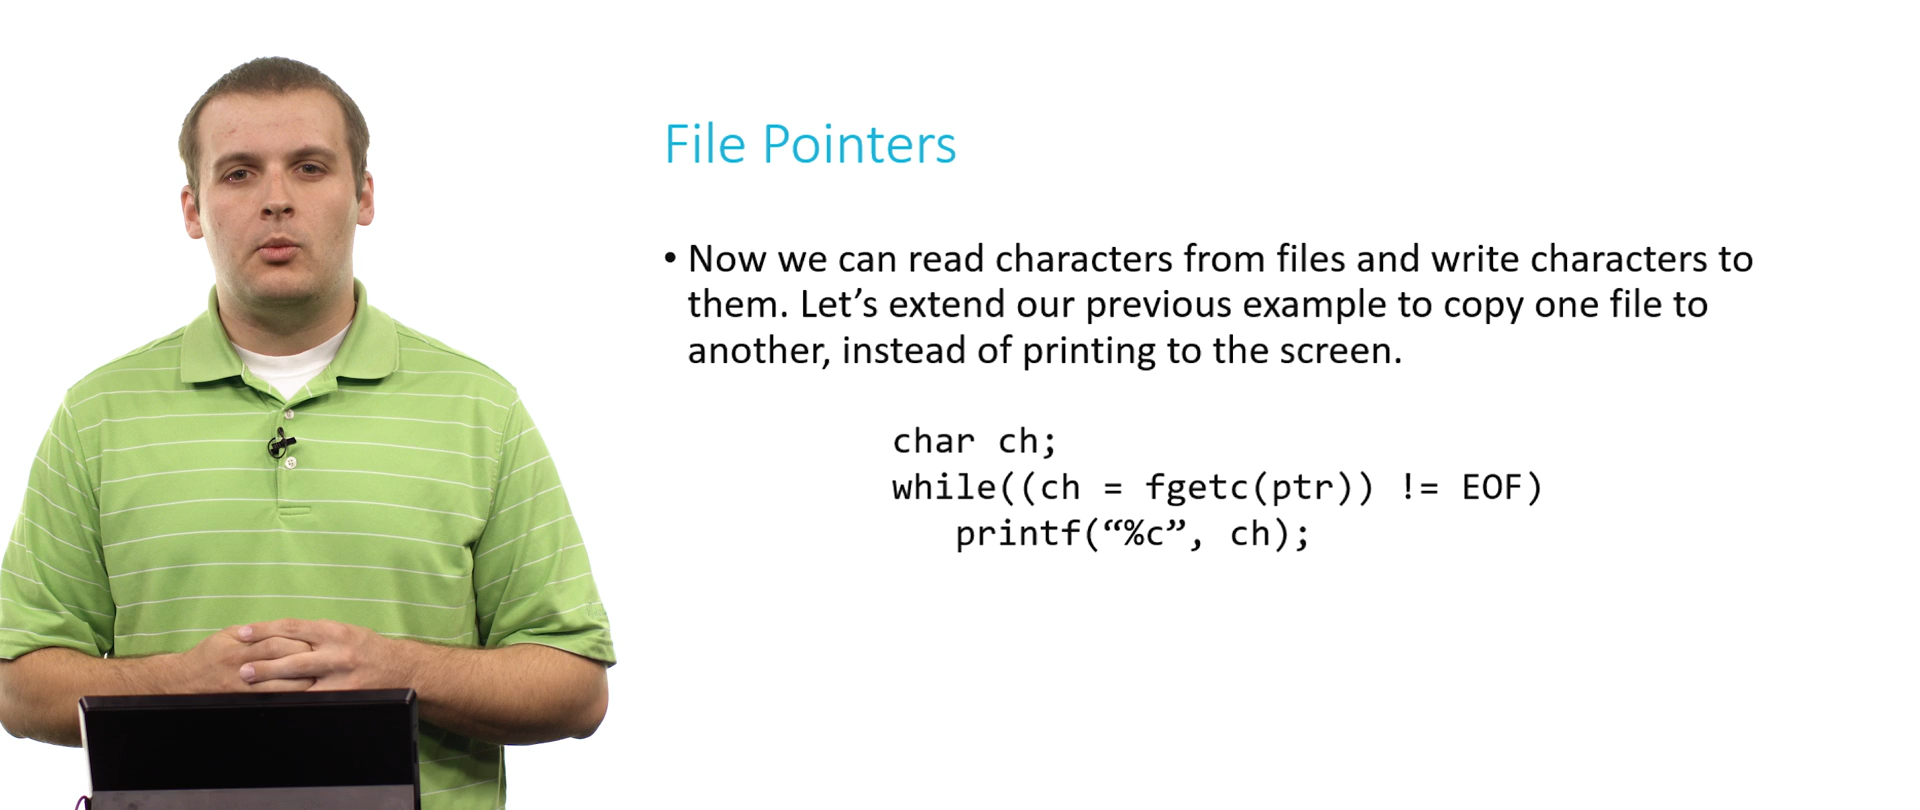 File Pointers
• Now we can read characters from files and write characters to
them. Let’s extend our previous example to copy one file to
another, instead of printing to the screen.
char ch;
while((ch = fgetc(ptr)) != EOF)
printf(“%c”, ch);